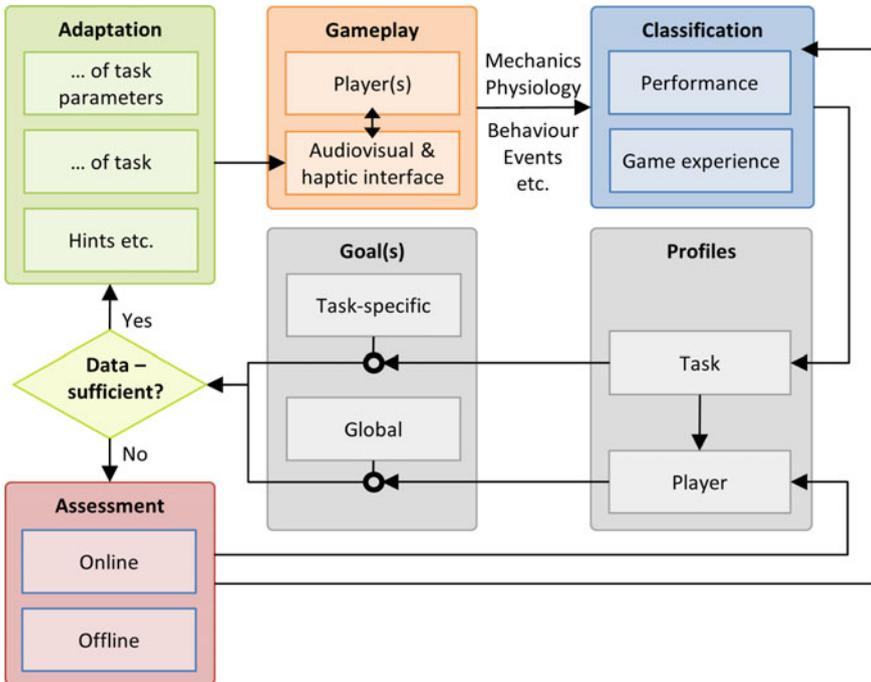 Adaptation
... of task
parameters
... of task
Hints etc.
Gameplay
Player(s)
Audiovisual &
haptic interface
Mechanics
Physiology
Behaviour
Events
etc.
Classification
Performance
Game experience
Goal(s)
Task-specific
Global
Profiles
Task
Player
Yes
Data –
sufficient?
No
Assessment
Online
Offline